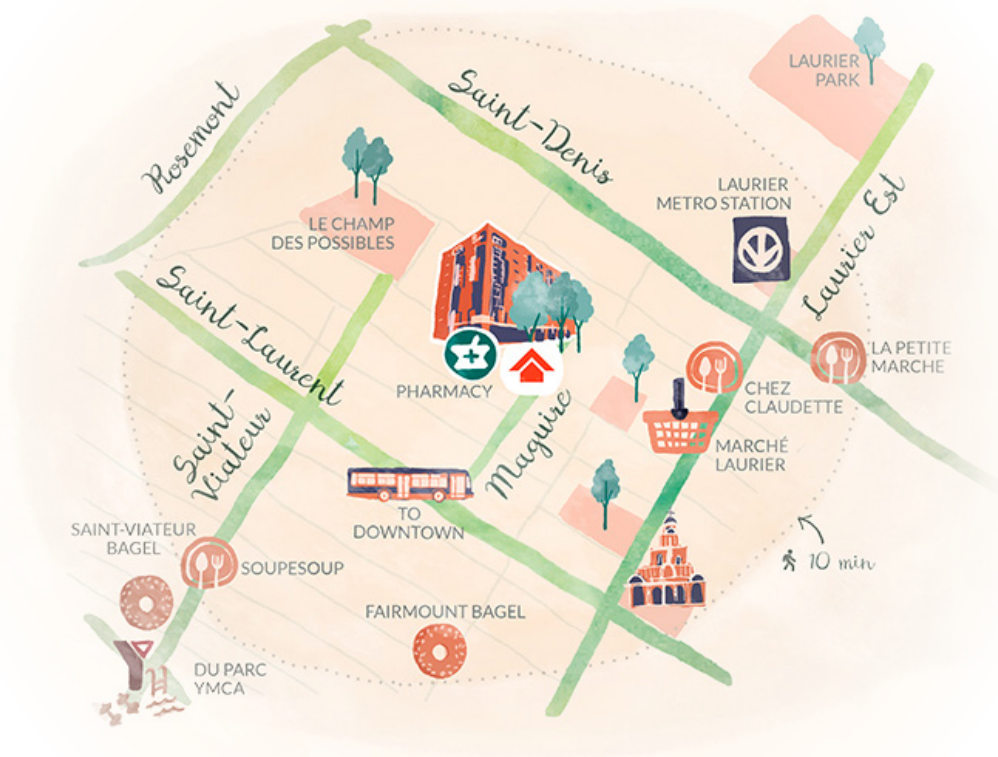 LAURIER
PARK
Rosemont
Saint-Denis
LAURIER
METRO STATION
Laurier Est
LE CHAMP
DES POSSIBLES
Saint-Laurent
PHARMACY
Maguire
LA PETITE
MARCHE
CHEZ
CLAUDETTE
MARCHÉ
LAURIER
Saint-
Viateur
TO
DOWNTOWN
SAINT-VIATEUR
BAGEL
SOUPESOUP
10 min
FAIRMOUNT BAGEL
DU PARC
YMCA